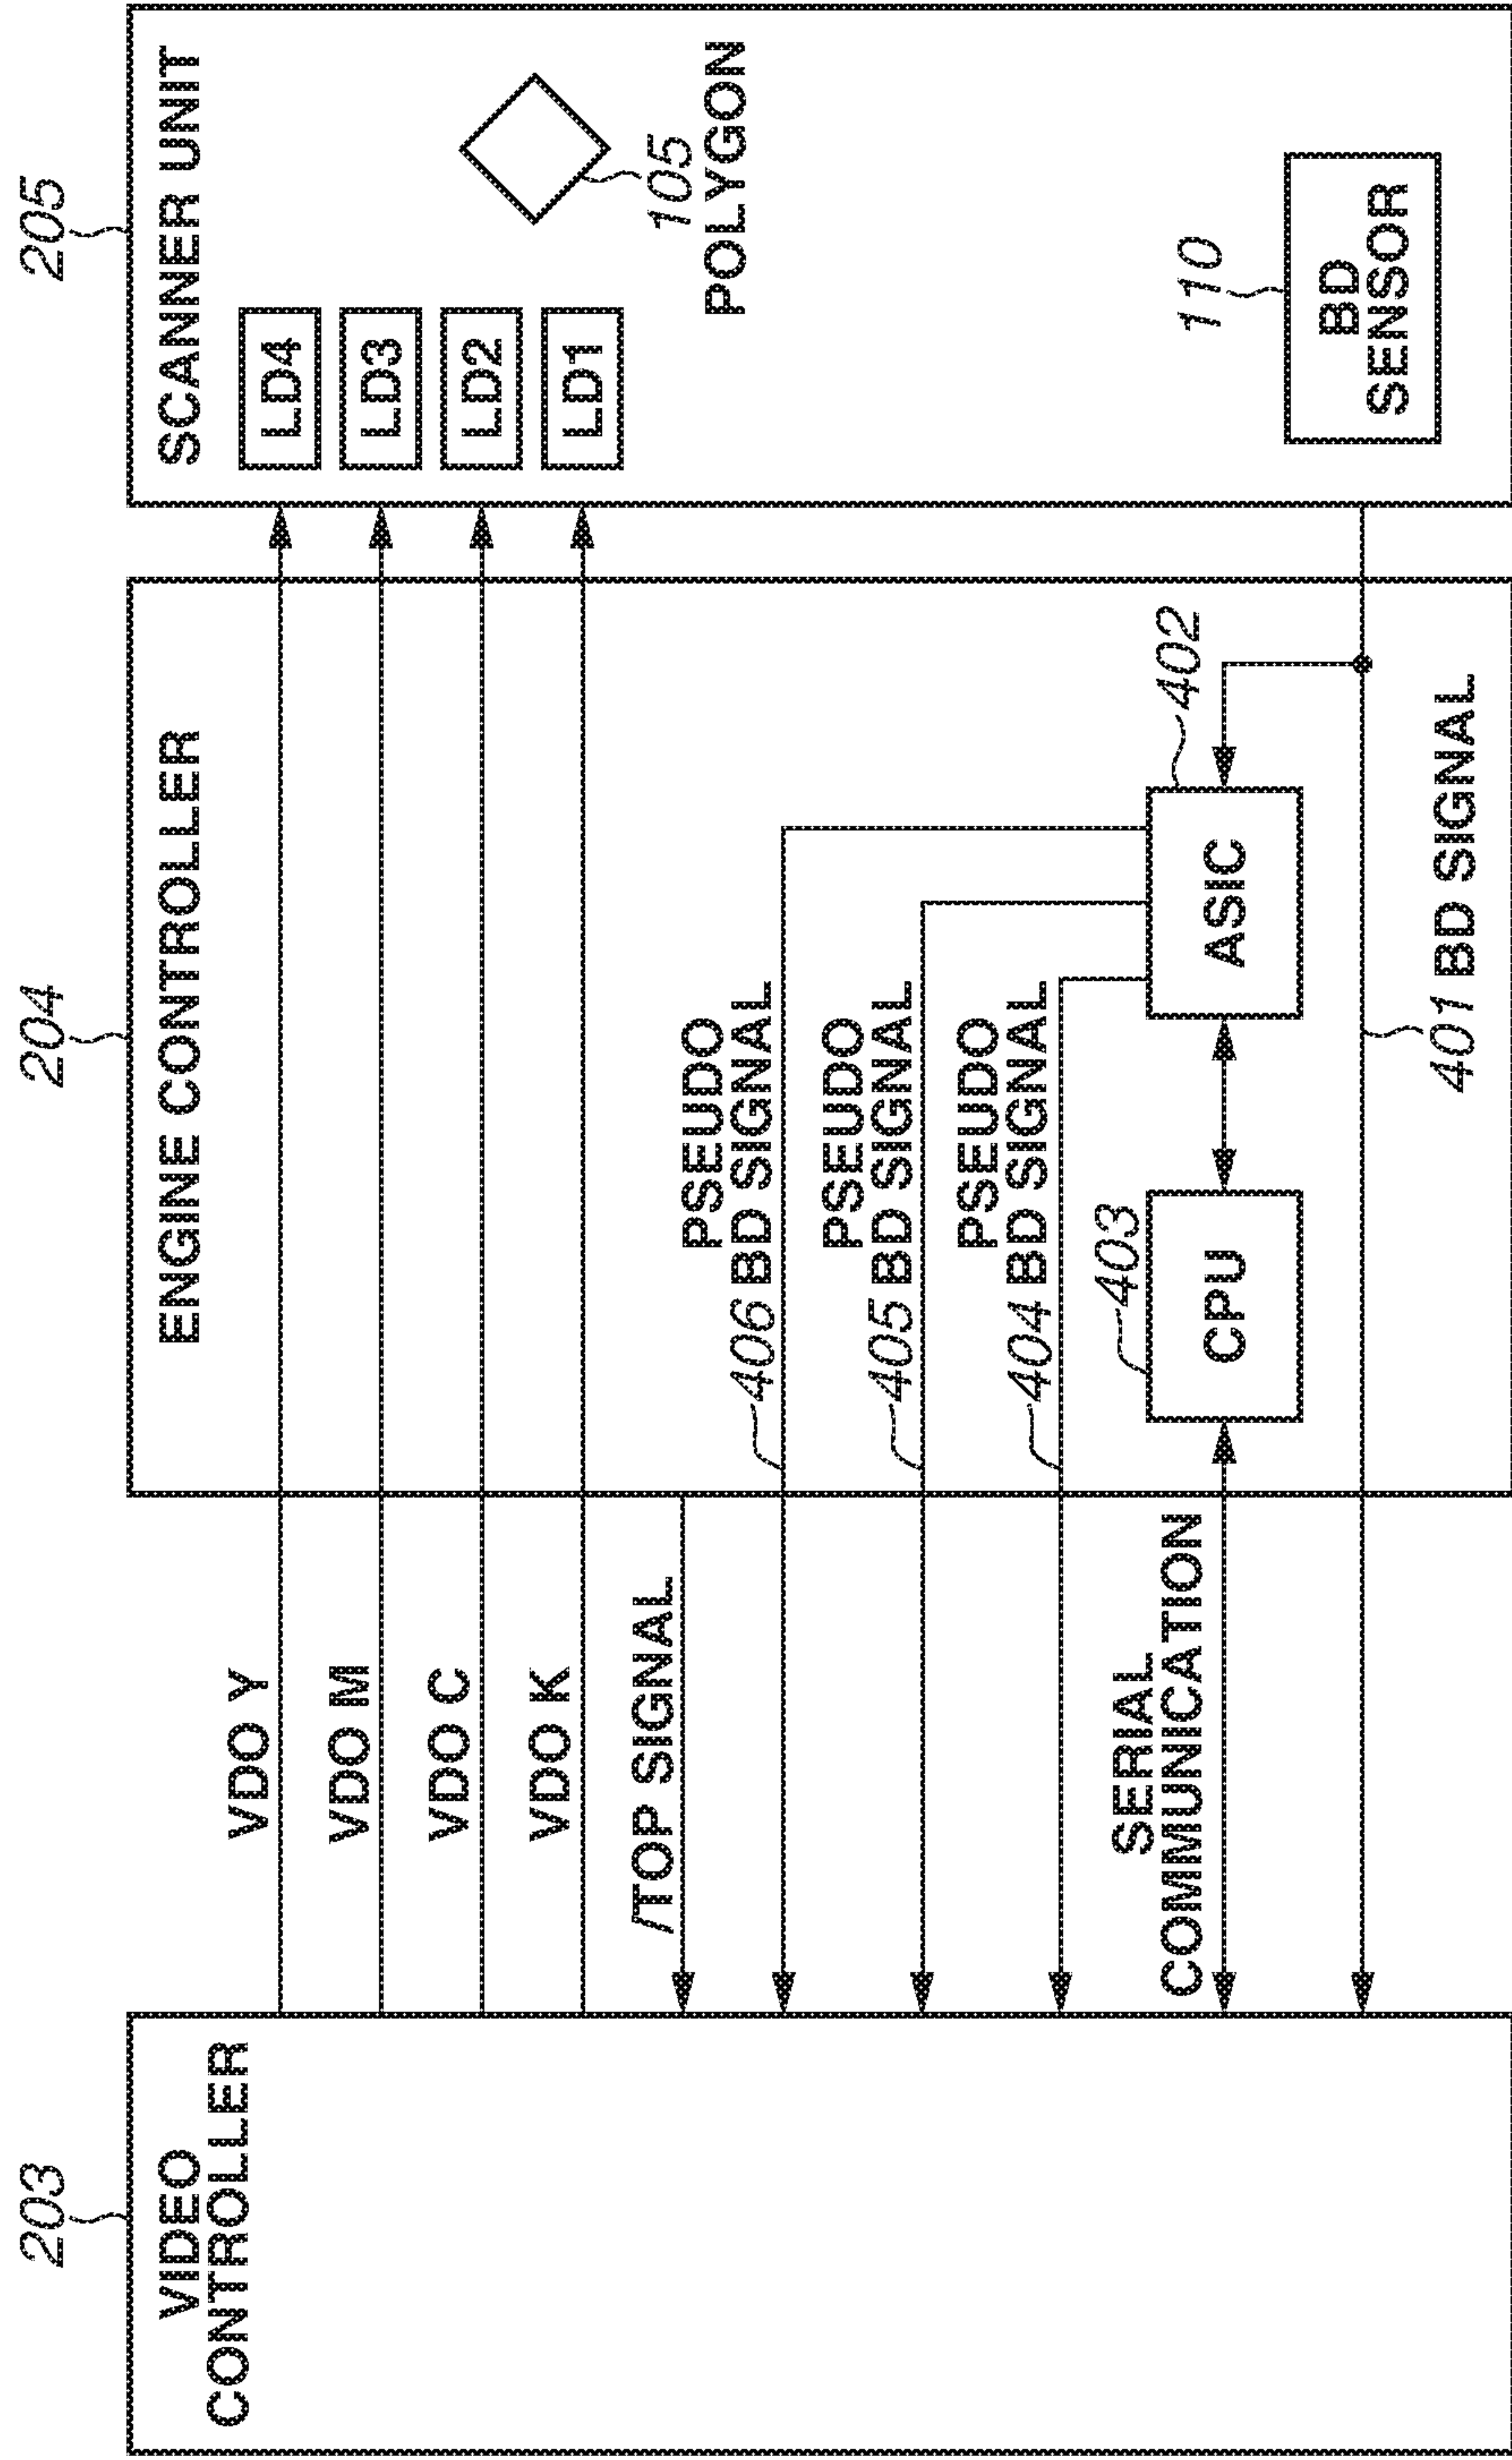 203
VIDEO
CONTROLLER
VDO Y
VDO M
VDO C
VDO K
/TOP SIGNAL
SERIAL
COMMUNICATION
204
ENGINE CONTROLLER
PSEUDO
406 BD SIGNAL
PSEUDO
405 BD SIGNAL
PSEUDO
404 BD SIGNAL
403
CPU
402
ASIC
401 BD SIGNAL
205
SCANNER UNIT
LD4
LD3
LD2
LD1
105
POLYGON
110
BD
SENSOR